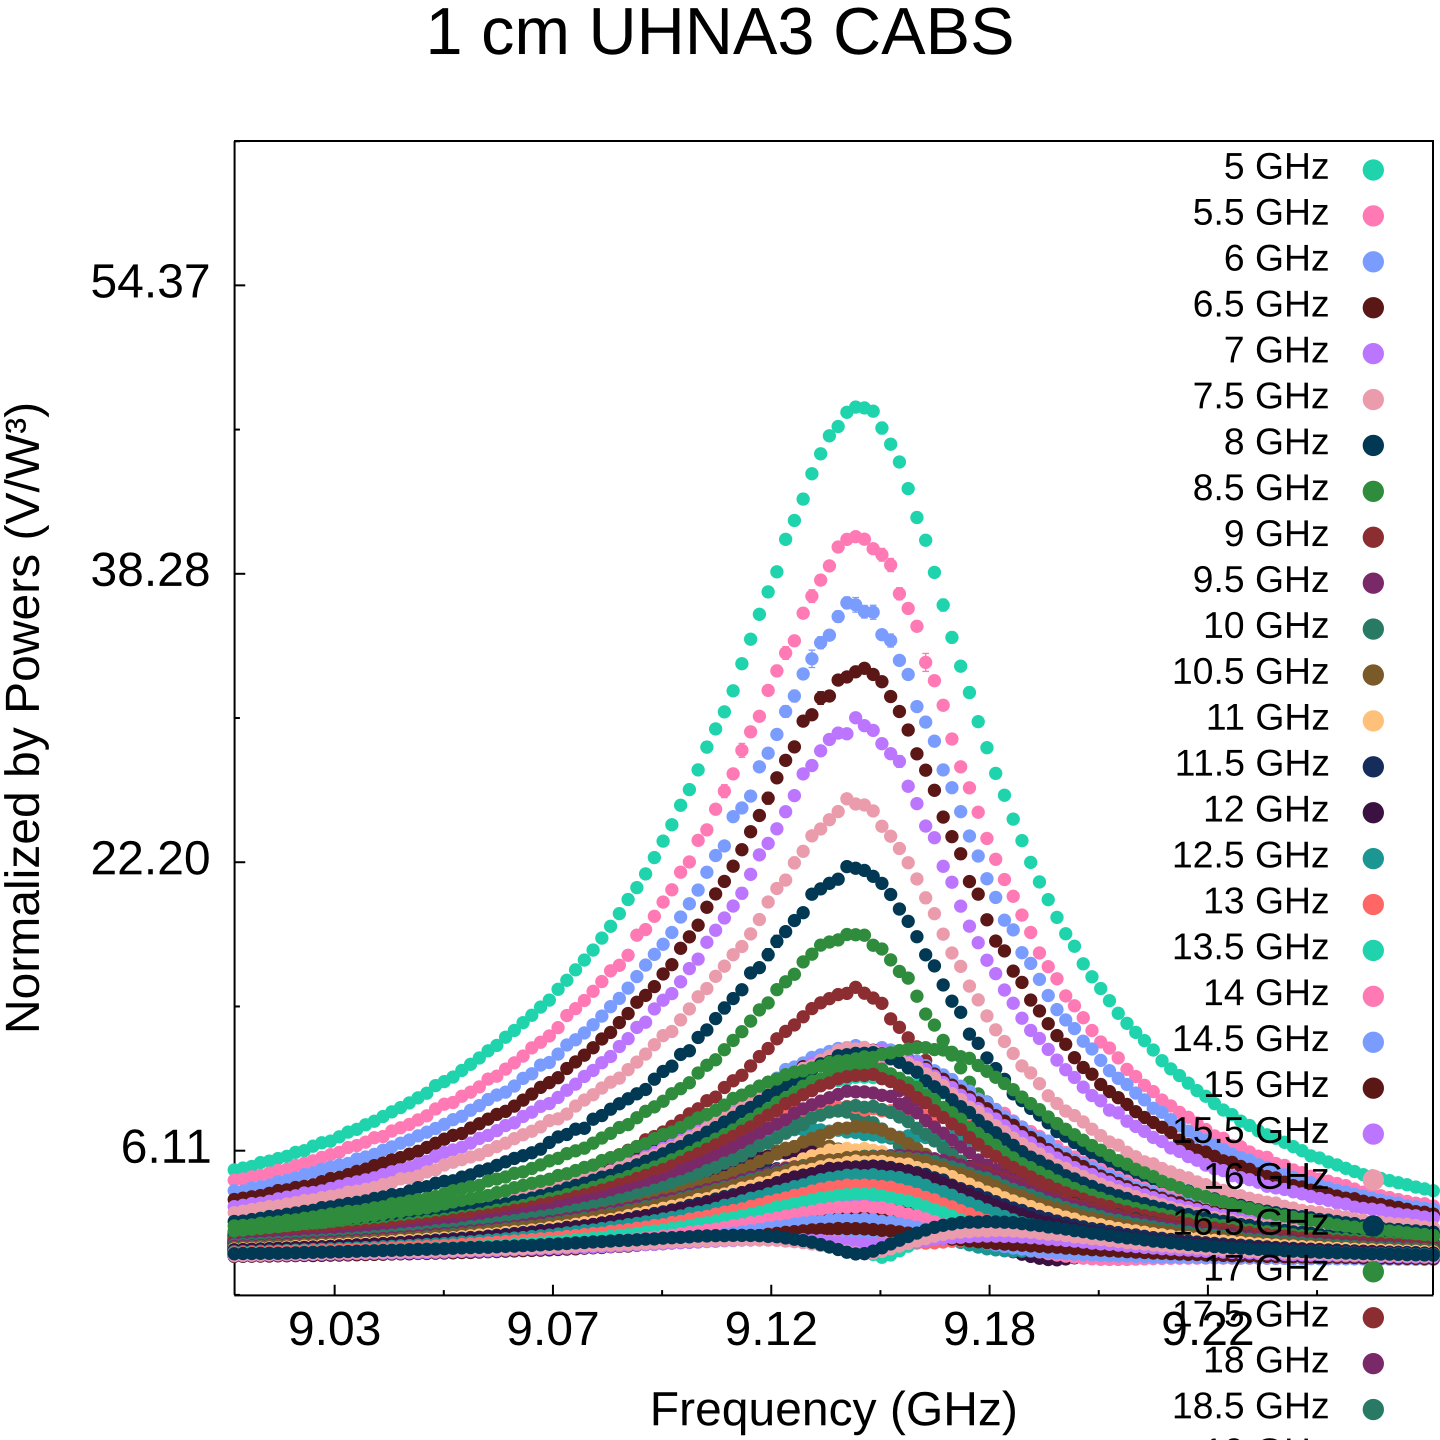 1 cm UHNA3 CABS
Normalized by Powers (V/W³)
54.37
38.28
22.20
6.11
5 GHz
5.5 GHz
6 GHz
6.5 GHz
7 GHz
7.5 GHz
8 GHz
8.5 GHz
9 GHz
9.5 GHz
10 GHz
10.5 GHz
11 GHz
11.5 GHz
12 GHz
12.5 GHz
13 GHz
13.5 GHz
14 GHz
14.5 GHz
15 GHz
15.5 GHz
16 GHz
16.5 GHz
17 GHz
17.5 GHz
18 GHz
18.5 GHz
9.03 9.07 9.12 9.18 9.22
Frequency (GHz)